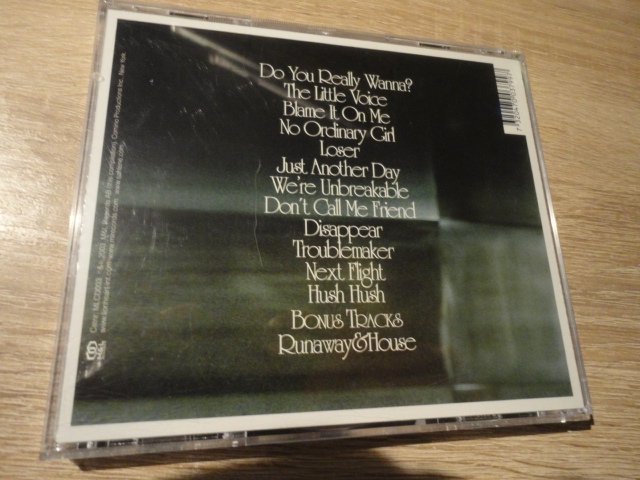 Do You Really Wanna?
The Little Voice
Blame It On Me
No Ordinary Girl
Loser
Just Another Day
We're Unbreakable
Don't Call Me Friend
Disappear
Troublemaker
Next Flight
Hush Hush
Bonus Tracks
Runaway&House